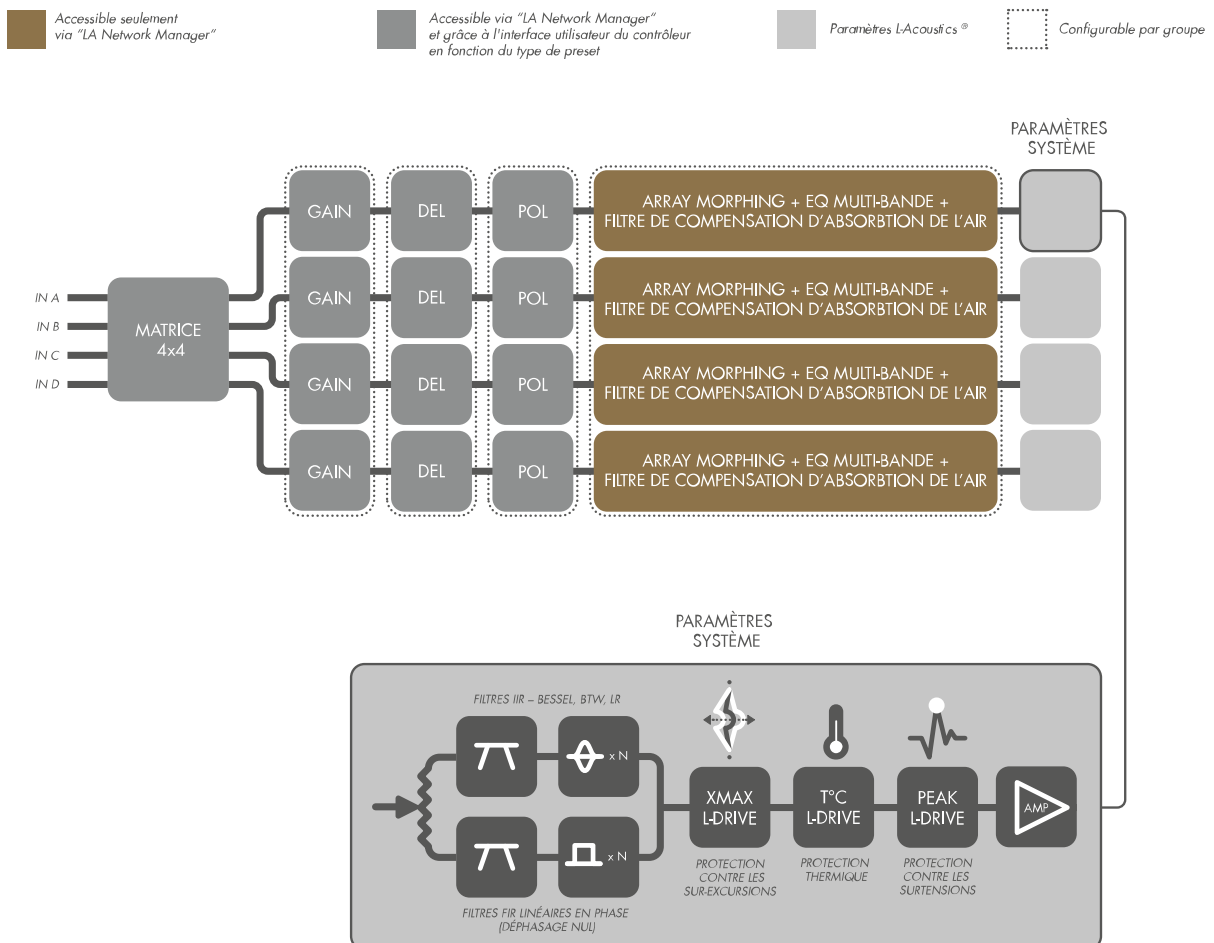 Accessible seulement
via "LA Network Manager"
Accessible via "LA Network Manager"
et grâce à l'interface utilisateur du contrôleur
en fonction du type de preset
Paramètres L-Acoustics ®
Configurable par groupe
PARAMÈTRES
SYSTÈME
GAIN
DEL
POL
ARRAY MORPHING + EQ MULTI-BANDE +
FILTRE DE COMPENSATION D'ABSORBTION DE L'AIR
GAIN
DEL
POL
ARRAY MORPHING + EQ MULTI-BANDE +
FILTRE DE COMPENSATION D'ABSORBTION DE L'AIR
IN A
IN B
IN C
IN D
MATRICE
4x4
GAIN
DEL
POL
ARRAY MORPHING + EQ MULTI-BANDE +
FILTRE DE COMPENSATION D'ABSORBTION DE L'AIR
GAIN
DEL
POL
ARRAY MORPHING + EQ MULTI-BANDE +
FILTRE DE COMPENSATION D'ABSORBTION DE L'AIR
PARAMÈTRES
SYSTÈME
FILTRES IIR – BESSEL, BTW, LR
x N
x N
FILTRES FIR LINÉAIRES EN PHASE
(DÉPHASAGE NUL)
XMAX
L-DRIVE
PROTECTION
CONTRE LES
SUR-EXCURSIONS
T°C
L-DRIVE
PROTECTION
THERMIQUE
PEAK
L-DRIVE
PROTECTION
CONTRE LES
SURTENSIONS
AMP